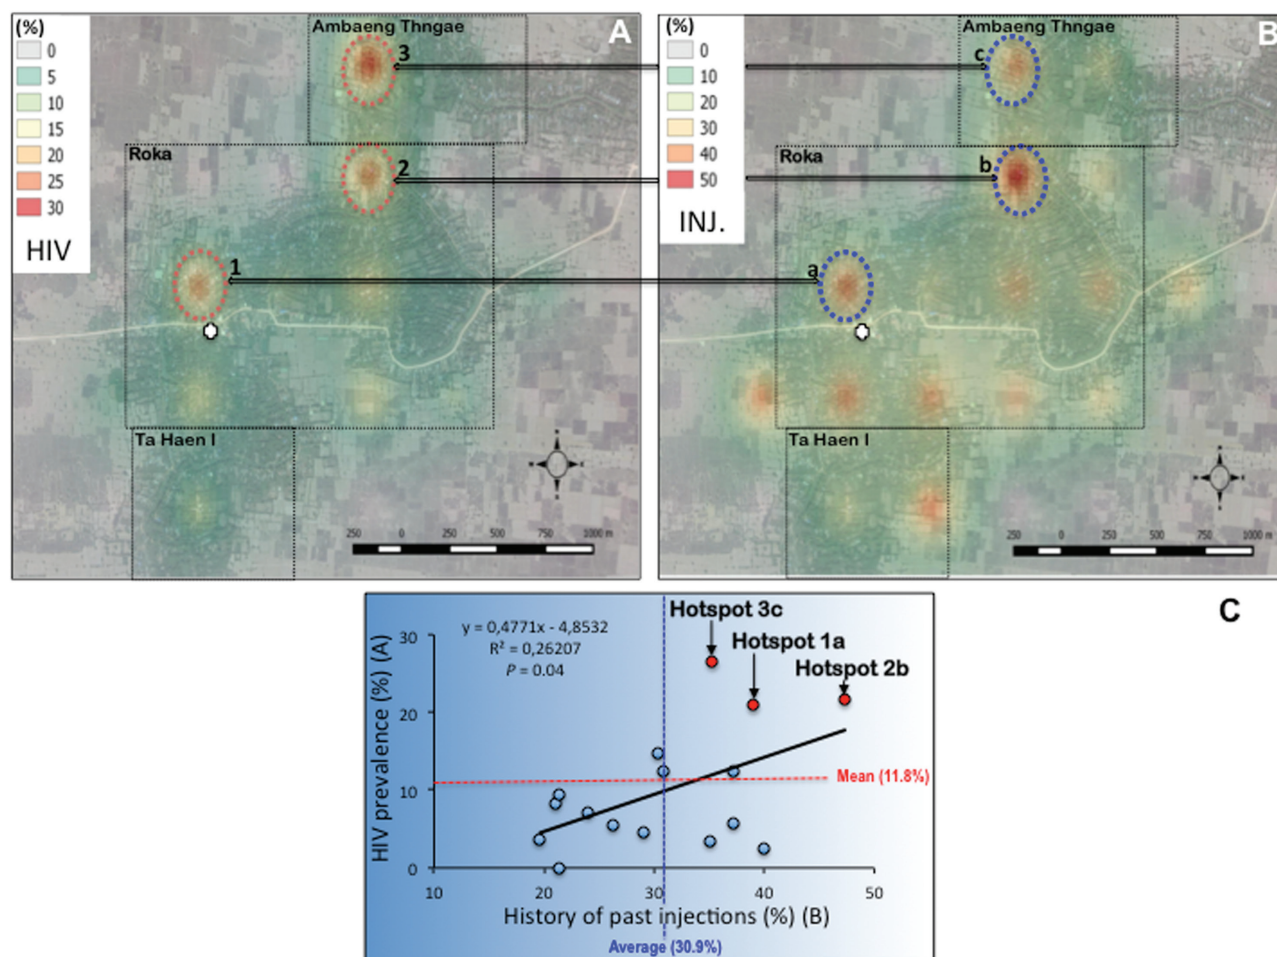 (%)
0
5
10
15
20
25
30
HIV
A
Ambaeng Thngae
3
Roka
2
1
Ta Haen I
250 0 250 500 750 1000 m
(%)
0
10
20
30
40
50
INJ.
B
Ambaeng Thngae
c
Roka
b
a
Ta Haen I
250 0 250 500 750 1000 m
C
Hotspot 3c
Hotspot 1a
Hotspot 2b
y = 0,4771x - 4,8532
R² = 0,26207
P = 0.04
HIV prevalence (%) (A)
30
20
10
0
Mean (11.8%)
10 20 30 40 50
History of past injections (%) (B)
Average (30.9%)